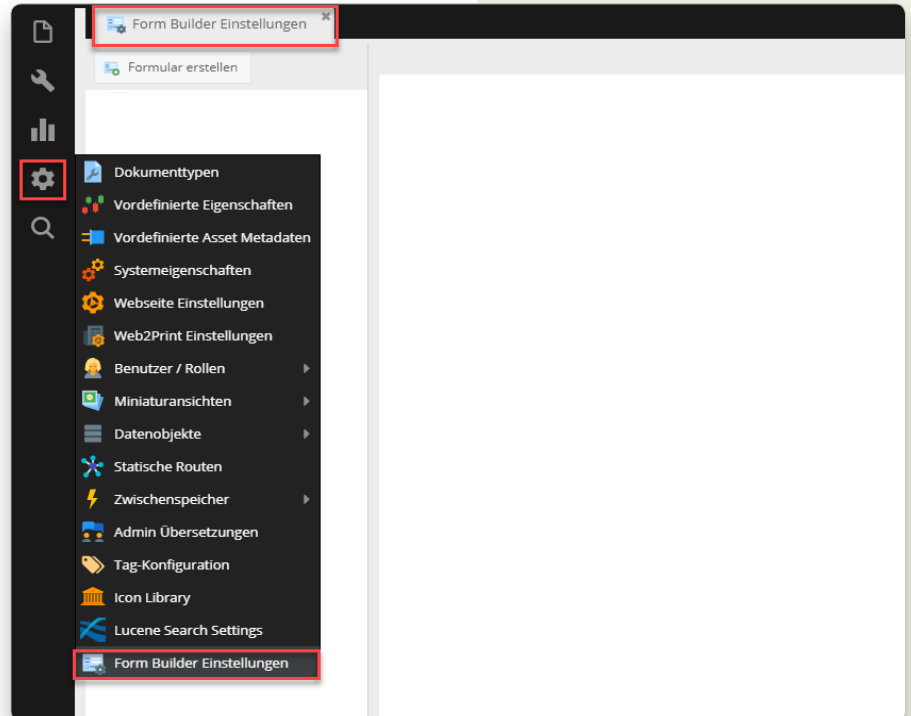 Form Builder Einstellungen
Formular erstellen
Dokumenttypen
Vordefinierte Eigenschaften
Vordefinierte Asset Metadaten
Systemeigenschaften
Webseite Einstellungen
Web2Print Einstellungen
Benutzer / Rollen
Miniaturansichten
Datenobjekte
Statische Routen
Zwischenspeicher
Admin Übersetzungen
Tag-Konfiguration
Icon Library
Lucene Search Settings
Form Builder Einstellungen